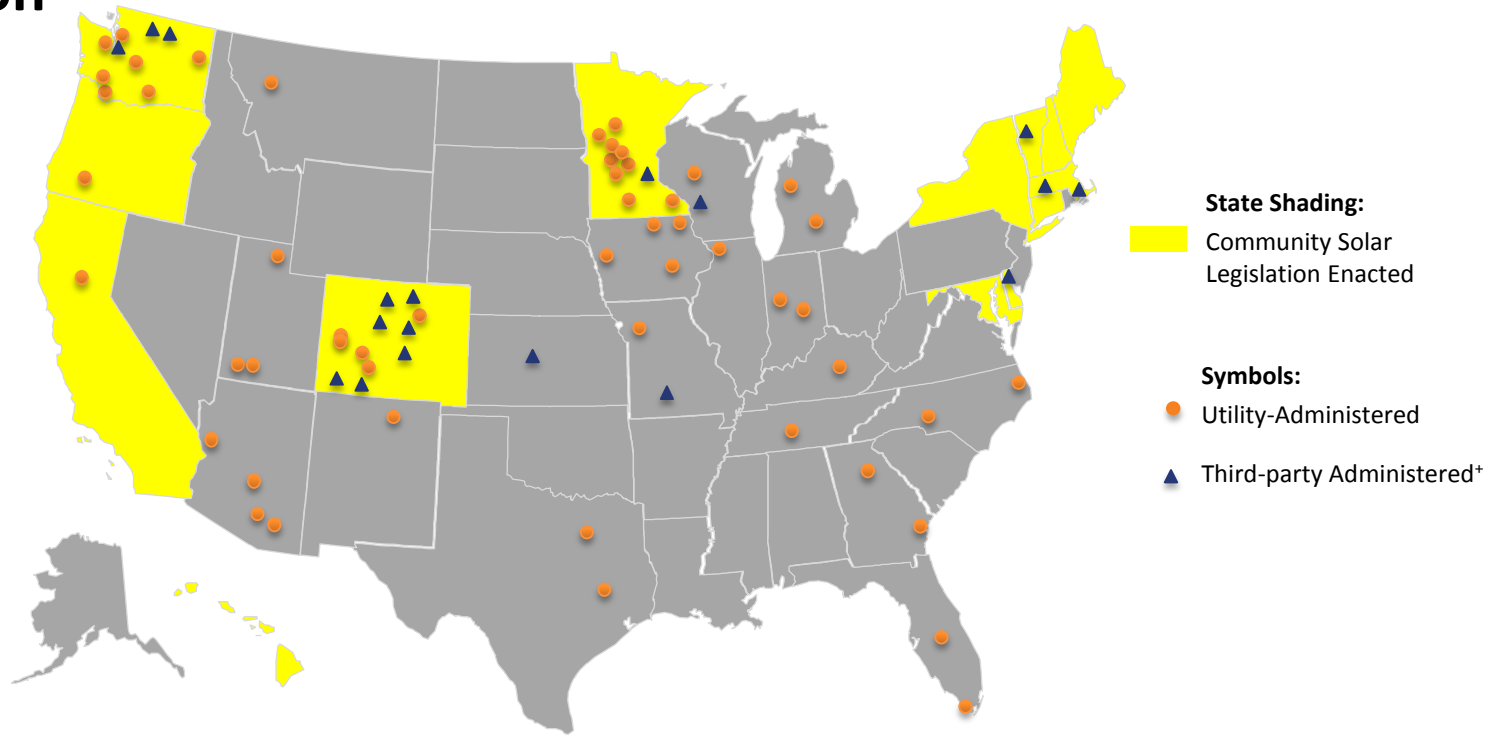 State Shading:
Community Solar
Legislation Enacted
Symbols:
Utility-Administered
Third-party Administered+